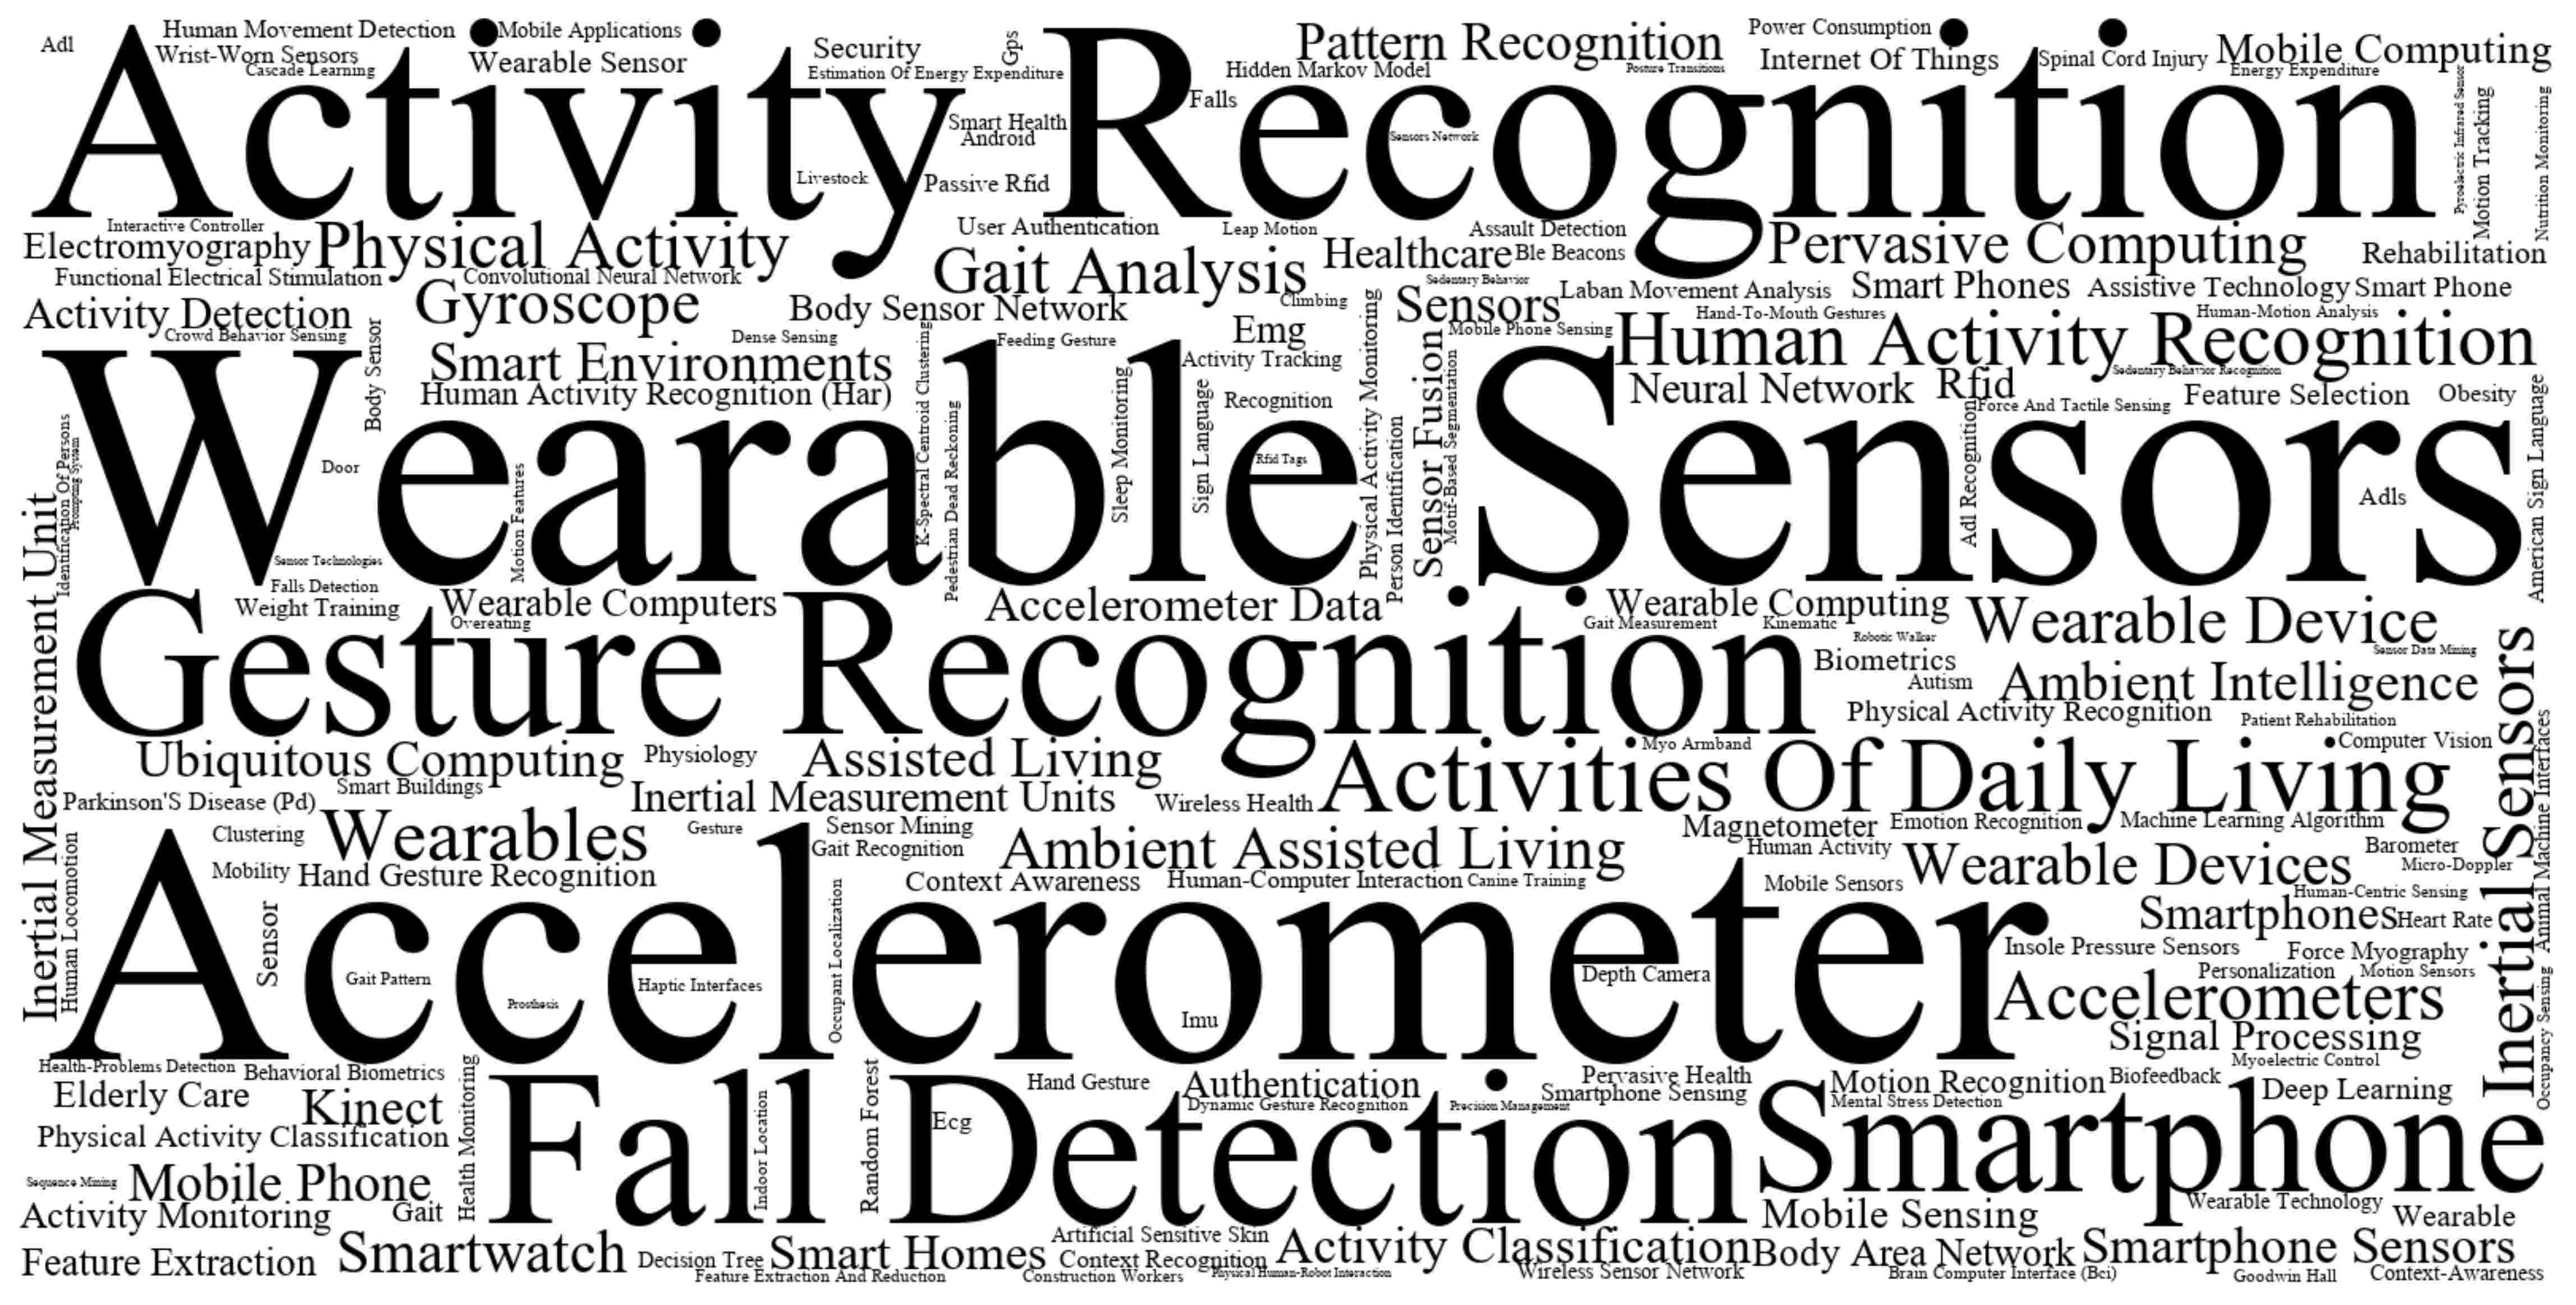 Adl
Human Movement Detection
Mobile Applications
Wrist-Worn Sensors
Cascade Learning
Wearable Sensor
Security
Estimation Of Energy Expenditure
Gps
Pattern Recognition
Hidden Markov Model
Posture Transitions
Power Consumption
Internet Of Things
Spinal Cord Injury
Mobile Computing
Energy Expenditure
Activity Recognition
Falls
Smart Health
Android
Sensors Network
Livestock
Passive Rfid
Pyroelectric Infrared Sensor
Motion Tracking
Nutrition Monitoring
Interactive Controller
Electromyography
Physical Activity
User Authentication
Leap Motion
Assault Detection
Gait Analysis
Healthcare
Ble Beacons
Pervasive Computing
Rehabilitation
Functional Electrical Stimulation
Convolutional Neural Network
Sedentary Behavior
Activity Detection
Gyroscope
Body Sensor Network
Climbing
Sensors
Laban Movement Analysis
Smart Phones
Assistive Technology
Smart Phone
Crowd Behavior Sensing
Body Sensor
Dense Sensing
Feeding Gesture
Emg
Mobile Phone Sensing
Hand-To-Mouth Gestures
Human-Motion Analysis
Smart Environments
Activity Tracking
Human Activity Recognition
Sedentary Behavior Recognition
Human Activity Recognition (Har)
Recognition
Neural Network
Rfid
Force And Tactile Sensing
Feature Selection
Obesity
Wearable Sensors
K-Spectral Centroid Clustering
Pedestrian Dead Reckoning
Sleep Monitoring
Sign Language
Rfid Tags
Physical Activity Monitoring
Person Identification
Sensor Fusion
Motif-Based Segmentation
Adl Recognition
Adls
American Sign Language
Door
Motion Features
Identification Of Persons
Prompting System
Inertial Measurement Unit
Sensor Technologies
Falls Detection
Weight Training
Wearable Computers
Overeating
Accelerometer Data
Wearable Computing
Gait Measurement
Kinematic
Robotic Walker
Wearable Device
Sensor Data Mining
Gesture Recognition
Biometrics
Autism
Ambient Intelligence
Physical Activity Recognition
Patient Rehabilitation
Ubiquitous Computing
Physiology
Assisted Living
Myo Armband
Computer Vision
Activities Of Daily Living
Smart Buildings
Parkinson'S Disease (Pd)
Inertial Measurement Units
Wireless Health
Inertial Sensors
Animal Machine Interfaces
Clustering
Wearables
Gesture
Sensor Mining
Gait Recognition
Ambient Assisted Living
Magnetometer
Emotion Recognition
Machine Learning Algorithm
Human Activity
Barometer
Micro-Doppler
Mobility
Hand Gesture Recognition
Context Awareness
Human-Computer Interaction
Canine Training
Mobile Sensors
Wearable Devices
Human-Centric Sensing
Human Locomotion
Sensor
Accelerometer
Occupant Localization
Smartphones
Heart Rate
Insole Pressure Sensors
Force Myography
Gait Pattern
Prosthesis
Haptic Interfaces
Imu
Depth Camera
Personalization
Motion Sensors
Accelerometers
Signal Processing
Myoelectric Control
Occupancy Sensing
Health-Problems Detection
Behavioral Biometrics
Health Monitoring
Elderly Care
Kinect
Physical Activity Classification
Fall Detection
Indoor Location
Random Forest
Ecg
Hand Gesture
Authentication
Dynamic Gesture Recognition
Precision Management
Pervasive Health
Smartphone Sensing
Motion Recognition
Biofeedback
Mental Stress Detection
Deep Learning
Smartphone
Sequence Mining
Mobile Phone
Activity Monitoring
Gait
Feature Extraction
Smartwatch
Decision Tree
Feature Extraction And Reduction
Smart Homes
Artificial Sensitive Skin
Context Recognition
Construction Workers
Physical Human-Robot Interaction
Activity Classification
Wireless Sensor Network
Mobile Sensing
Body Area Network
Brain Computer Interface (Bci)
Wearable Technology
Wearable
Smartphone Sensors
Goodwin Hall
Context-Awareness